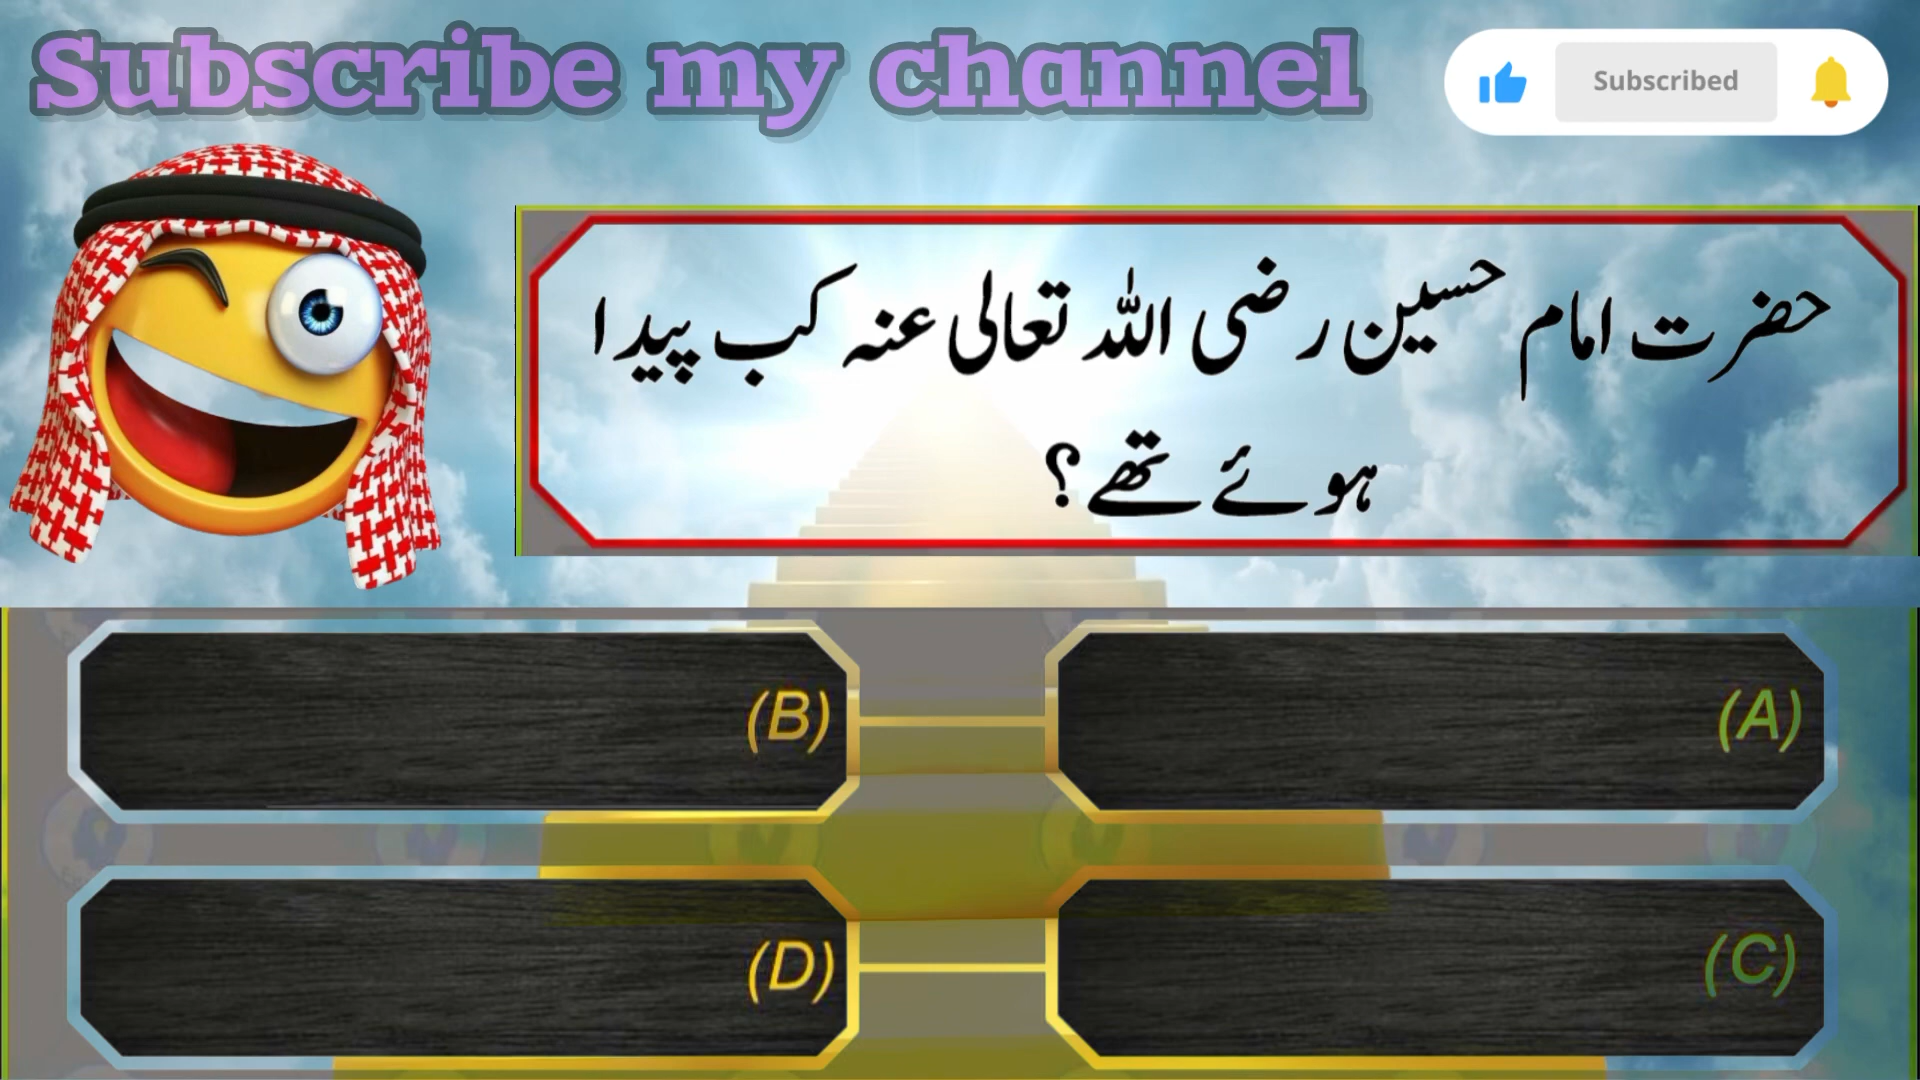 Subscribe my channel
Subscribed
حضرت امام حسین رضی اللہ تعالی عنہ کب پیدا
ہوئے تھے؟
(A)
(B)
(C)
(D)